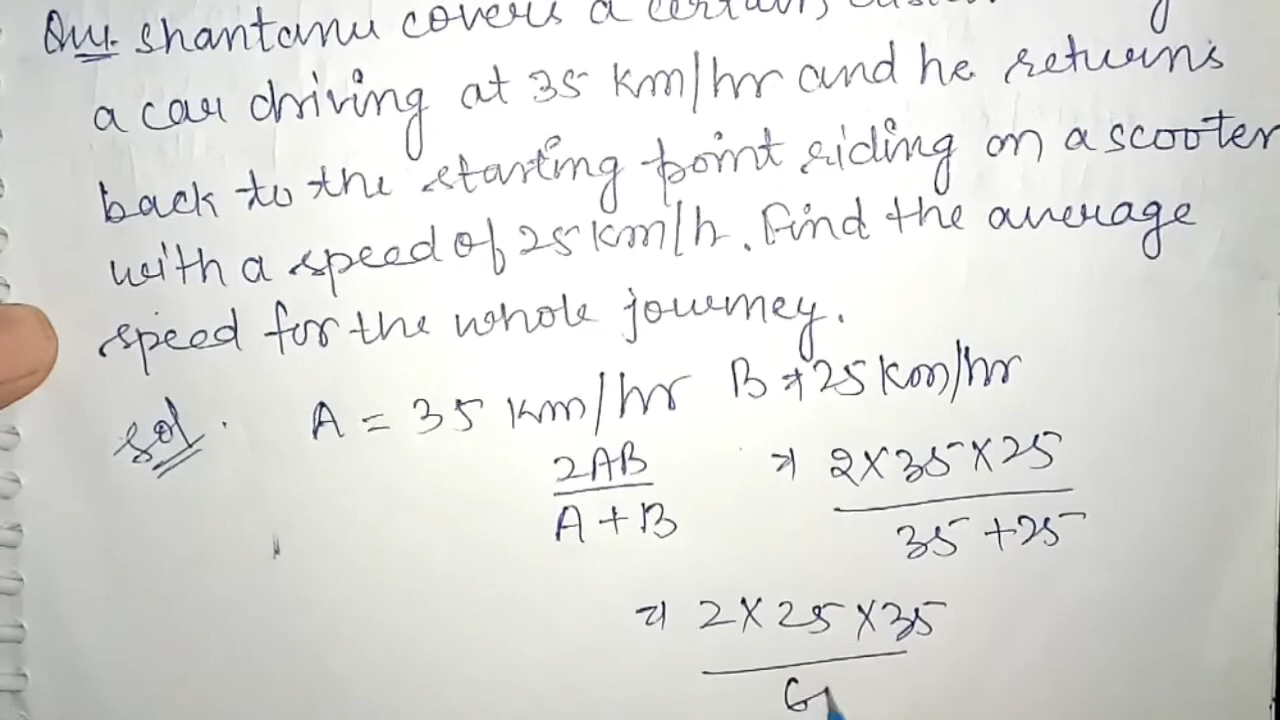 Qu1. shantanu covers a certain
a car driving at 35 km/hr and he returns
back to the starting point riding on a scooter
with a speed of 25 km/h. Find the average
speed for the whole journey.
Sol. A = 35 km/hr B → 25 km/hr
2AB
A + B
⇒ 2×35×25
35 + 25
⇒ 2×25×35
6